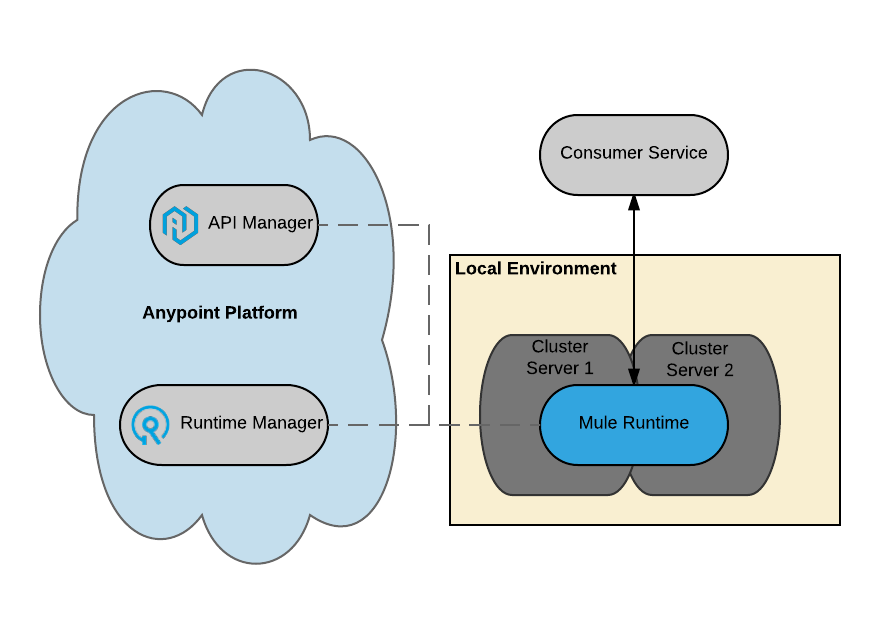 API Manager
Anypoint Platform
Runtime Manager
Consumer Service
Local Environment
Cluster
Server 1
Cluster
Server 2
Mule Runtime